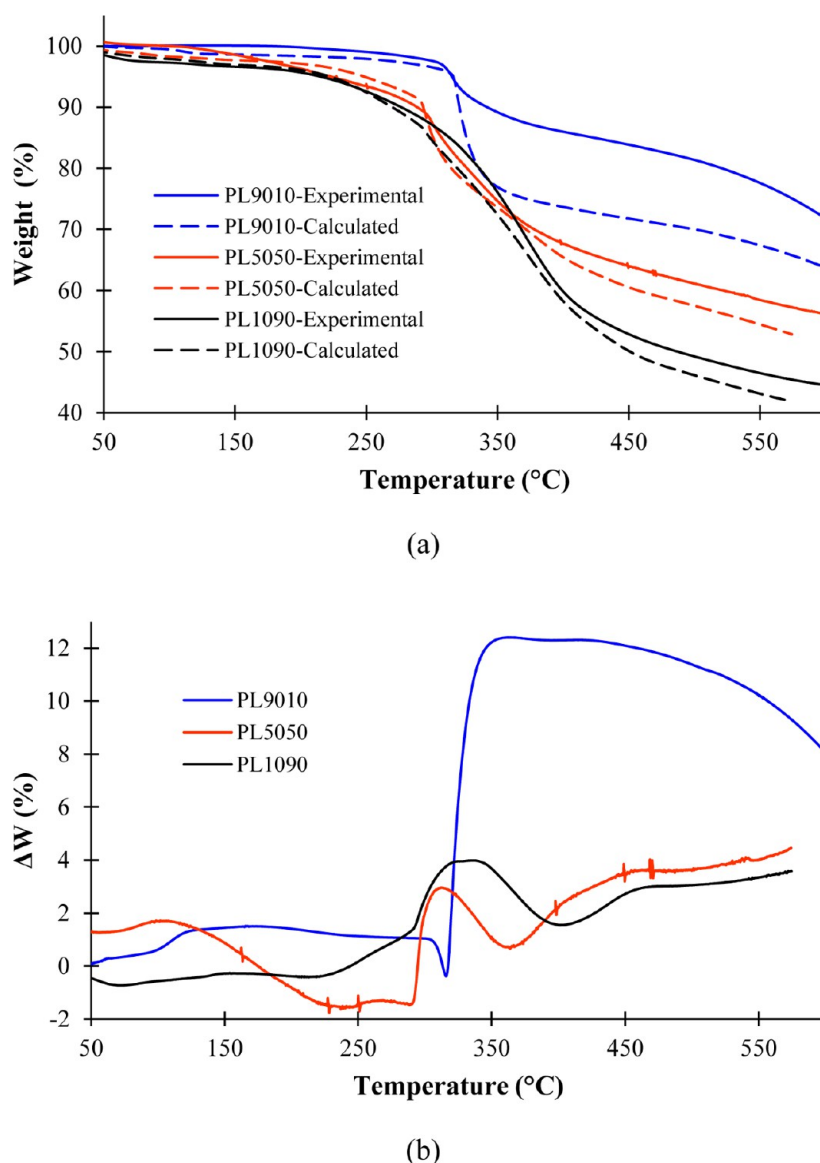 100
90
80
70
60
50
40
Weight (%)
PL9010-Experimental
PL9010-Calculated
PL5050-Experimental
PL5050-Calculated
PL1090-Experimental
PL1090-Calculated
50 150 250 350 450 550
Temperature (°C)
(a)
12
10
8
6
4
2
0
-2
ΔW (%)
PL9010
PL5050
PL1090
50 150 250 350 450 550
Temperature (°C)
(b)